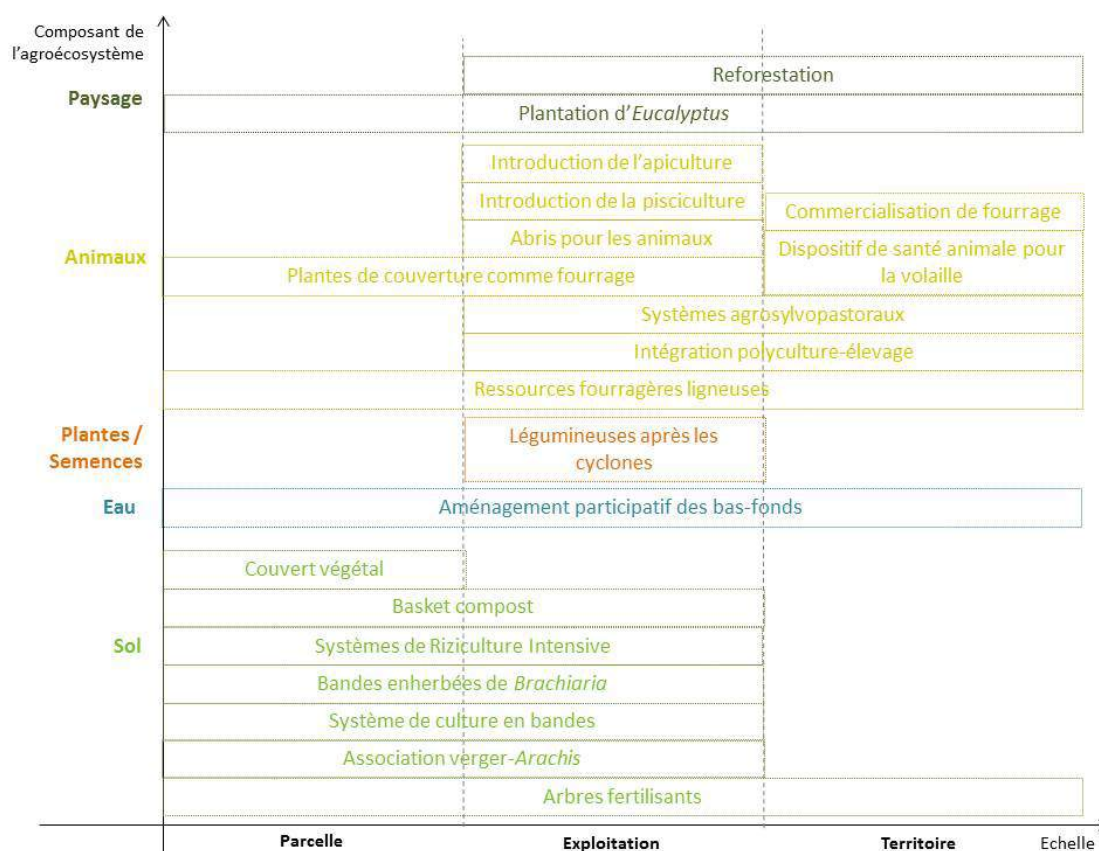 Composant de
l'agroécosystème
Reforestation
Paysage
Plantation d'Eucalyptus
Introduction de l'apiculture
Introduction de la pisciculture
Commercialisation de fourrage
Abris pour les animaux
Animaux
Dispositif de santé animale pour
la volaille
Plantes de couverture comme fourrage
Systèmes agrosylvopastoraux
Intégration polyculture-élevage
Ressources fourragères ligneuses
Plantes /
Semences
Légumineuses après les
cyclones
Eau
Aménagement participatif des bas-fonds
Couvert végétal
Basket compost
Sol
Systèmes de Riziculture Intensive
Bandes enherbées de Brachiaria
Système de culture en bandes
Association verger-Arachis
Arbres fertilisants
Parcelle
Exploitation
Territoire
Echelle